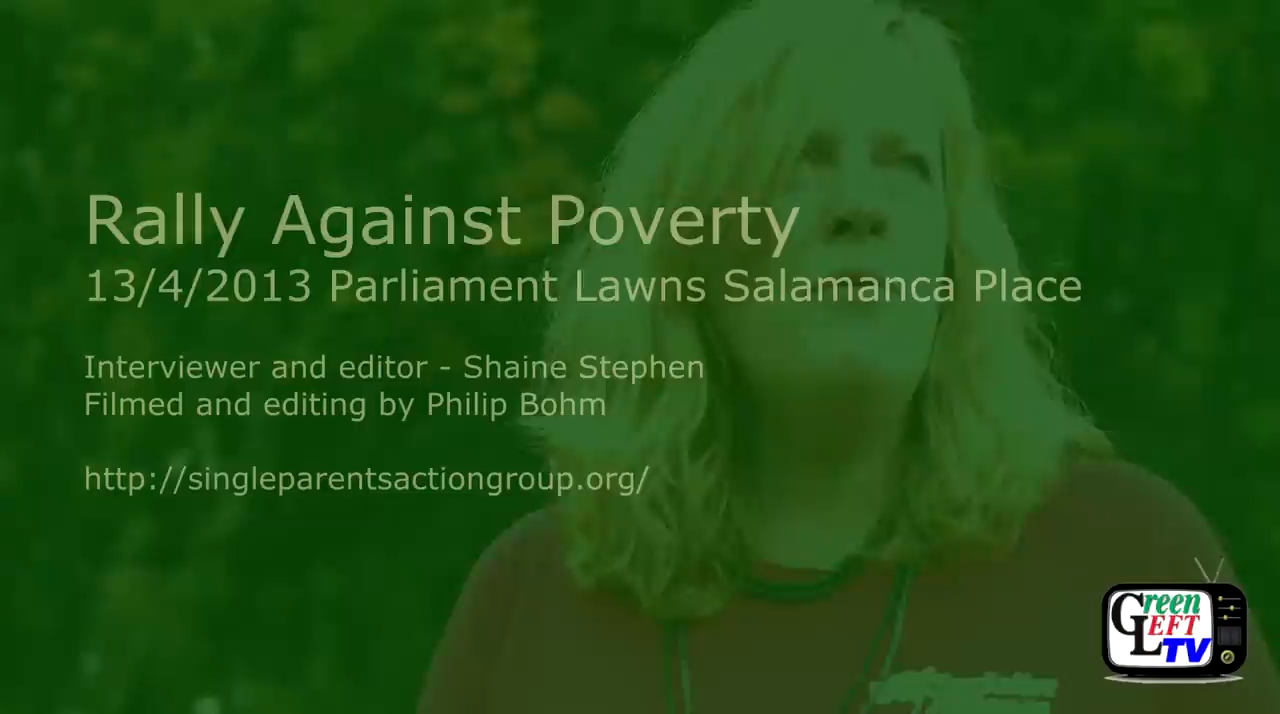 Rally Against Poverty
13/4/2013 Parliament Lawns Salamanca Place
Interviewer and editor - Shaine Stephen
Filmed and editing by Philip Bohm
http://singleparentsactiongroup.org/
Green
LEFT
TV